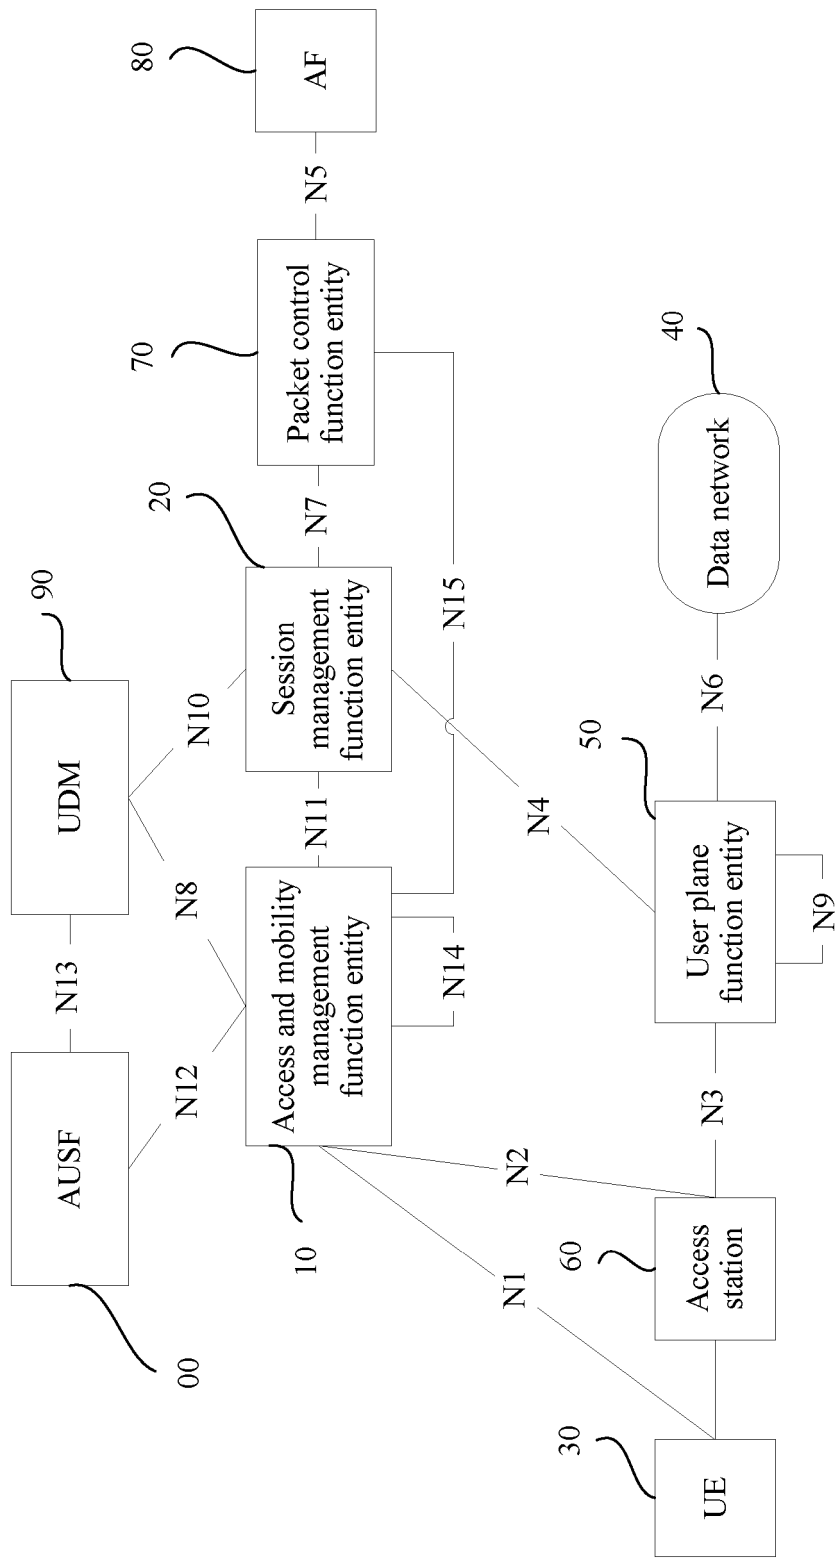 00
AUSF
N13
UDM
90
N12
N8
N10
10
Access and mobility
management
function entity
N11
20
Session
management
function entity
N7
70
Packet control
function entity
N5
80
AF
N14
N15
N1
N2
N4
30
UE
60
Access
station
N3
50
User plane
function entity
N6
40
Data network
N9